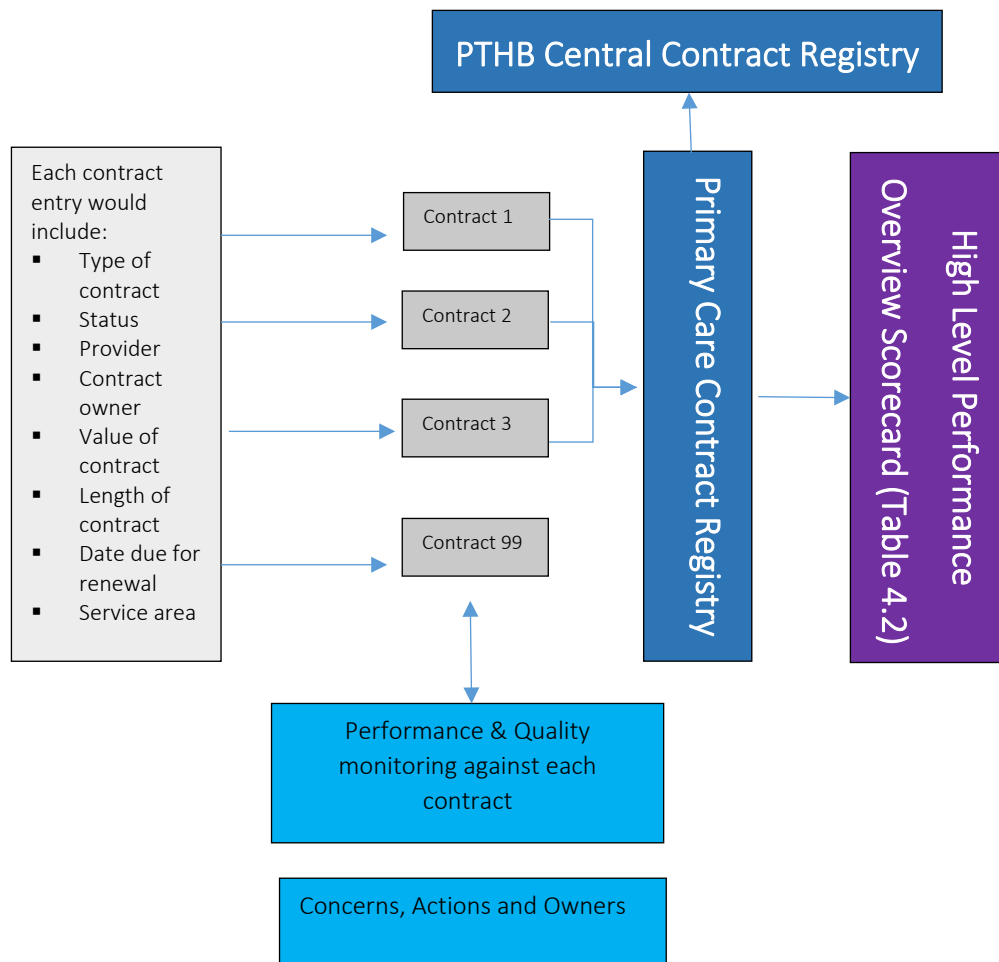 PTHB Central Contract Registry
Each contract
entry would
include:
▪ Type of
contract
▪ Status
▪ Provider
▪ Contract
owner
▪ Value of
contract
▪ Length of
contract
▪ Date due for
renewal
▪ Service area
Contract 1
Contract 2
Contract 3
Contract 99
Primary Care Contract Registry
High Level Performance
Overview Scorecard (Table 4.2)
Performance & Quality
monitoring against each
contract
Concerns, Actions and Owners